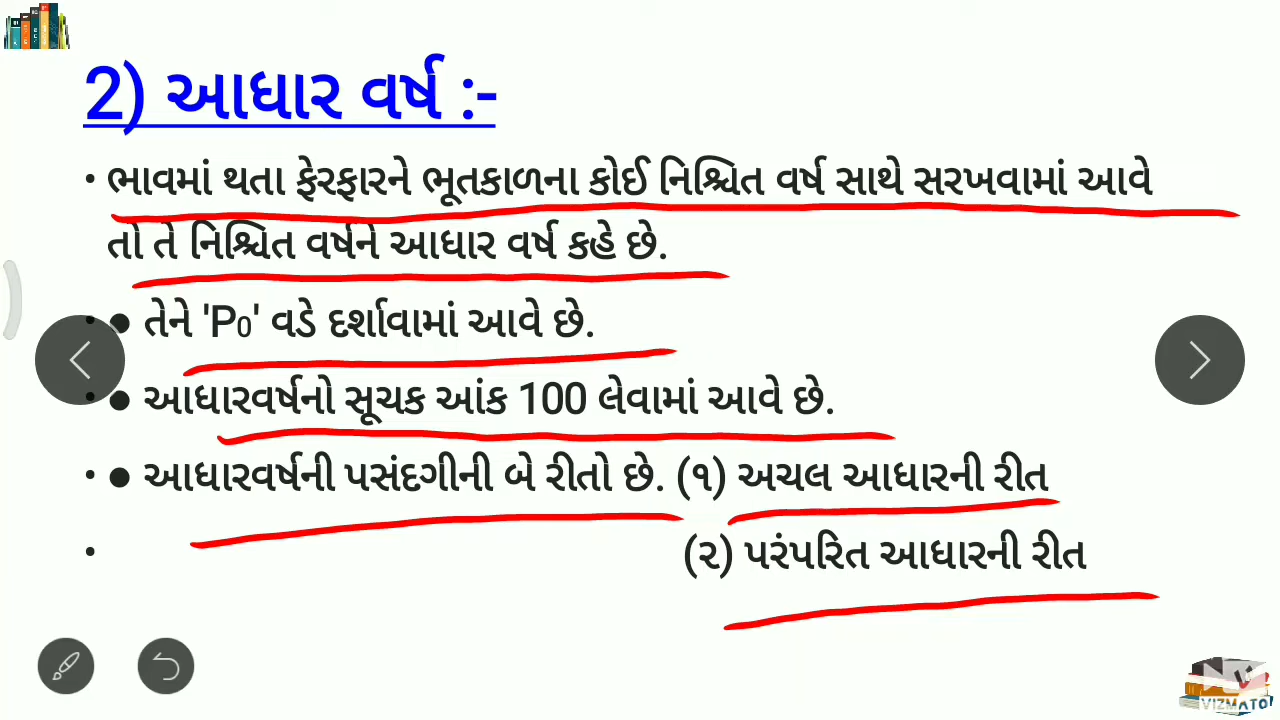 2) આધાર વર્ષ :-
• ભાવમાં થતા ફેરફારને ભૂતકાળના કોઈ નિશ્ચિત વર્ષ સાથે સરખવામાં આવે
તો તે નિશ્ચિત વર્ષને આધાર વર્ષ કહે છે.
• ● તેને 'P₀' વડે દર્શાવામાં આવે છે.
• ● આધારવર્ષનો સૂચક આંક 100 લેવામાં આવે છે.
• ● આધારવર્ષની પસંદગીની બે રીતો છે. (૧) અચલ આધારની રીત
• (૨) પરંપરિત આધારની રીત
VIZMATO